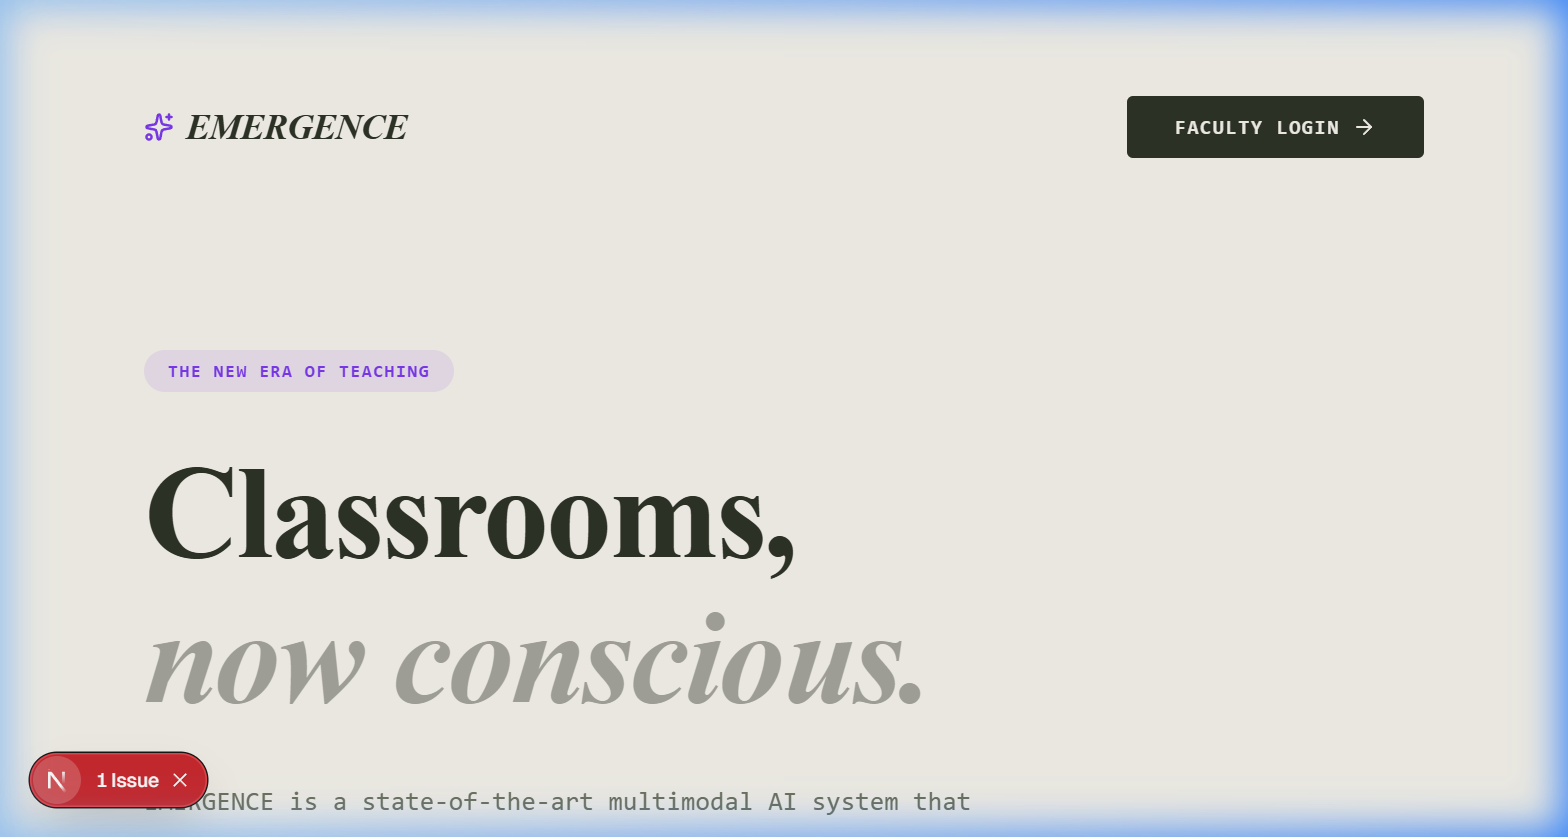 EMERGENCE
FACULTY LOGIN
THE NEW ERA OF TEACHING
Classrooms,
now conscious.
EMERGENCE is a state-of-the-art multimodal AI system that
N 1 Issue